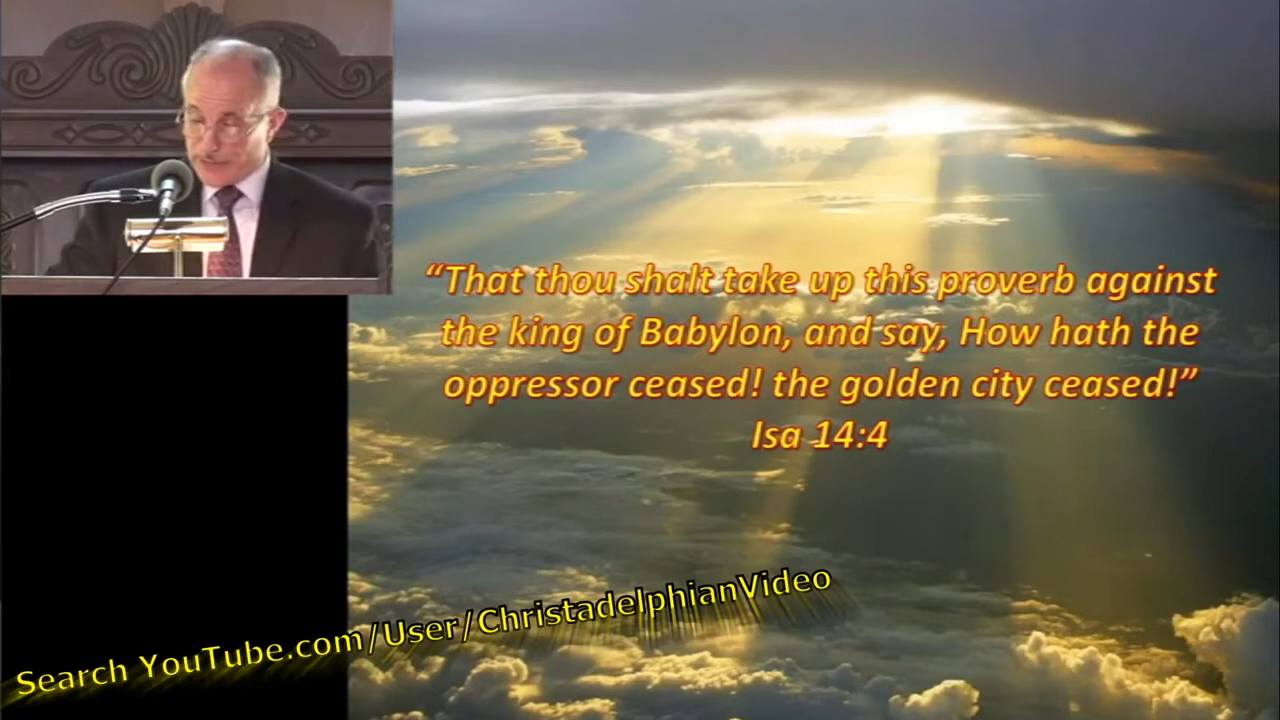 “That thou shalt take up this proverb against
the king of Babylon, and say, How hath the
oppressor ceased! the golden city ceased!”
Isa 14:4
Search YouTube.com/User/ChristadelphianVideo